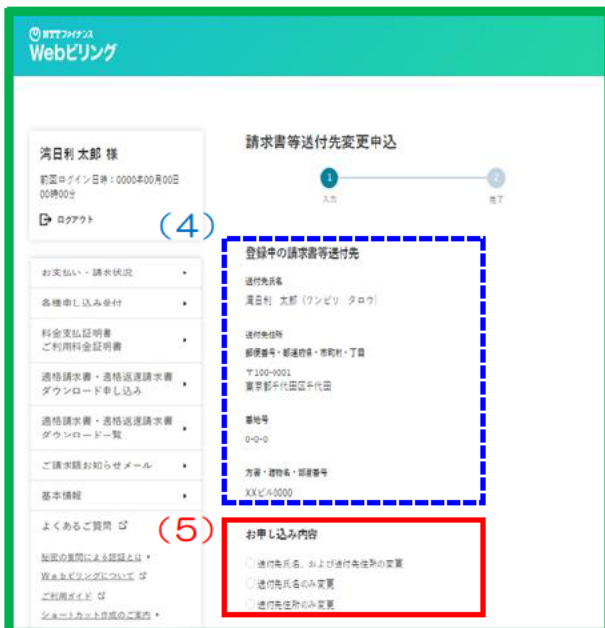 NTTファイナンス
Webビリング
湾日利 太郎 様
前回ログイン日時：0000年00月00日
00時00分
ログアウト
お支払い・請求状況
各種申し込み受付
料金支払証明書
ご利用料金証明書
適格請求書・適格返還請求書
ダウンロード申し込み
適格請求書・適格返還請求書
ダウンロード一覧
ご請求額お知らせメール
基本情報
よくあるご質問
秘密の質問による認証とは
Webビリングについて
ご利用ガイド
ショートカット作成のご案内
請求書等送付先変更申込
1
2
入力
完了
(4)
登録中の請求書等送付先
送付先氏名
湾日利 太郎（ワンビリ タロウ）
送付先住所
郵便番号・都道府県・市町村・丁目
〒100-0001
東京都千代田区千代田
番地号
0-0-0
方書・建物名・部屋番号
XXビル0000
(5)
お申し込み内容
送付先氏名、および送付先住所の変更
送付先氏名のみ変更
送付先住所のみ変更